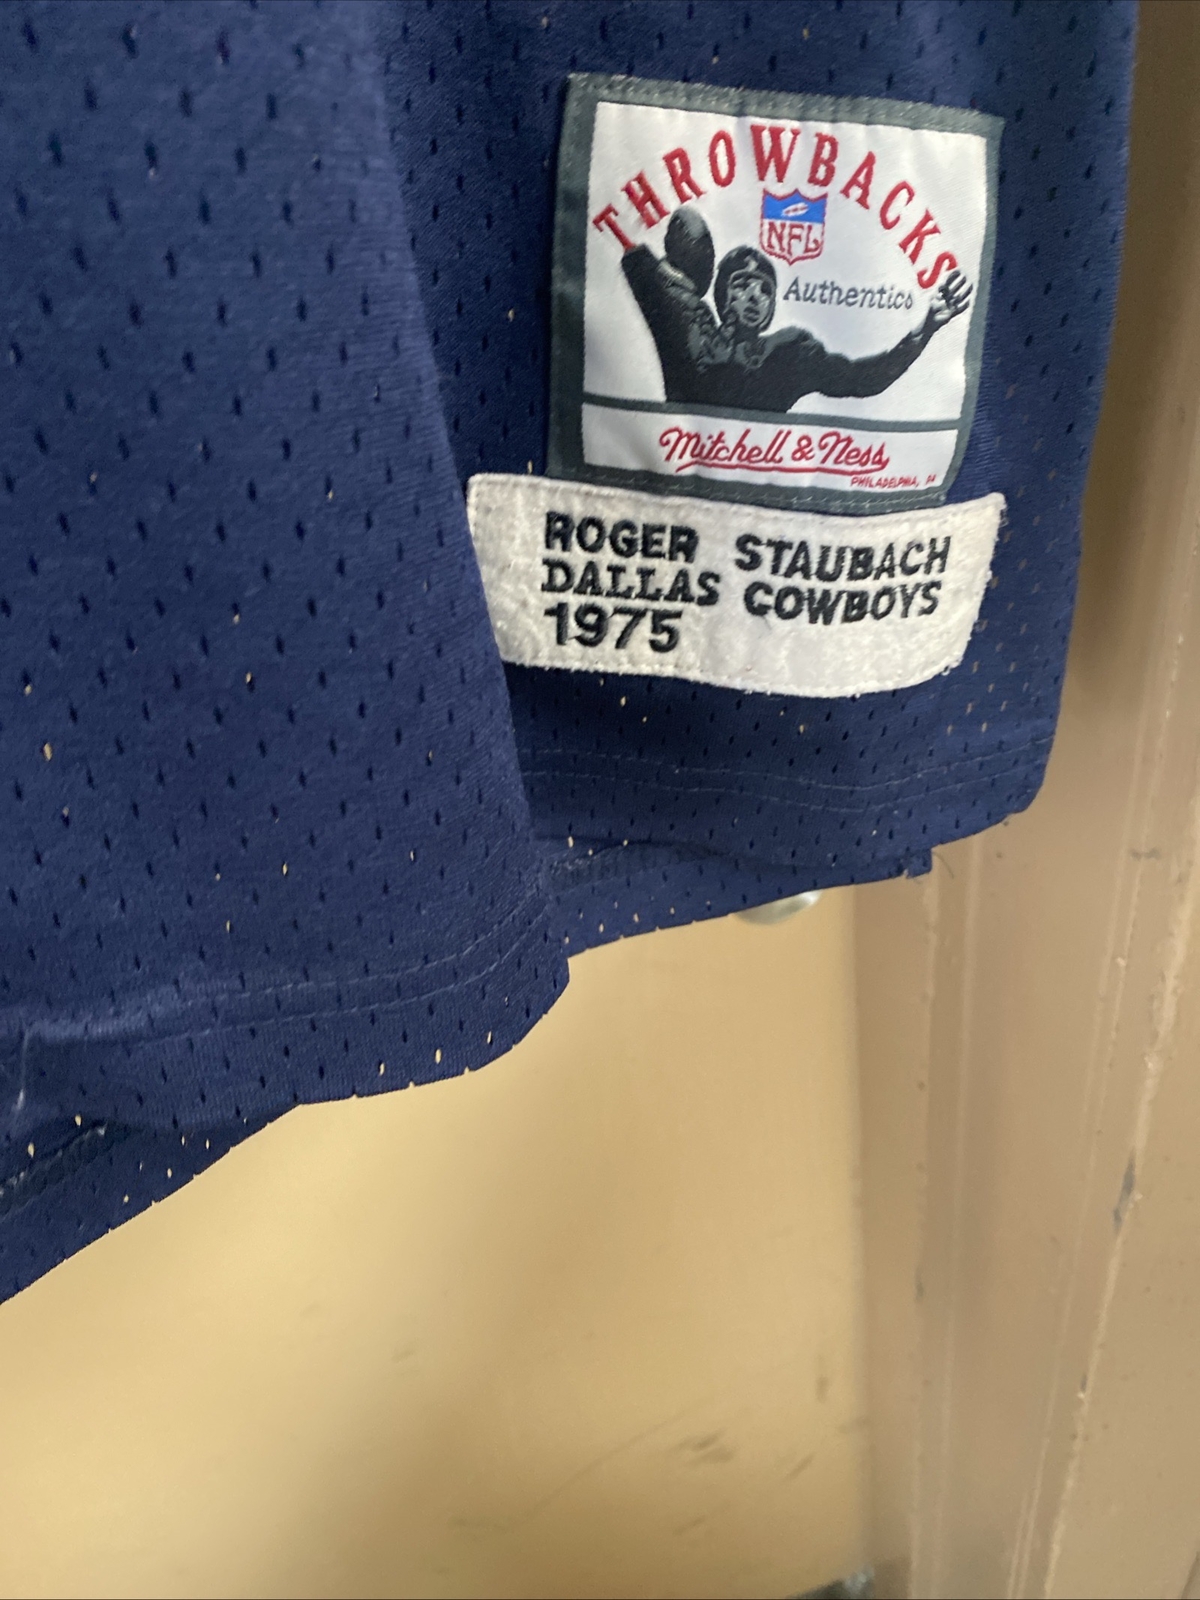 THROWBACKS
NFL
Authentics
Mitchell & Ness
PHILADELPHIA, PA
ROGER STAUBACH
DALLAS COWBOYS
1975